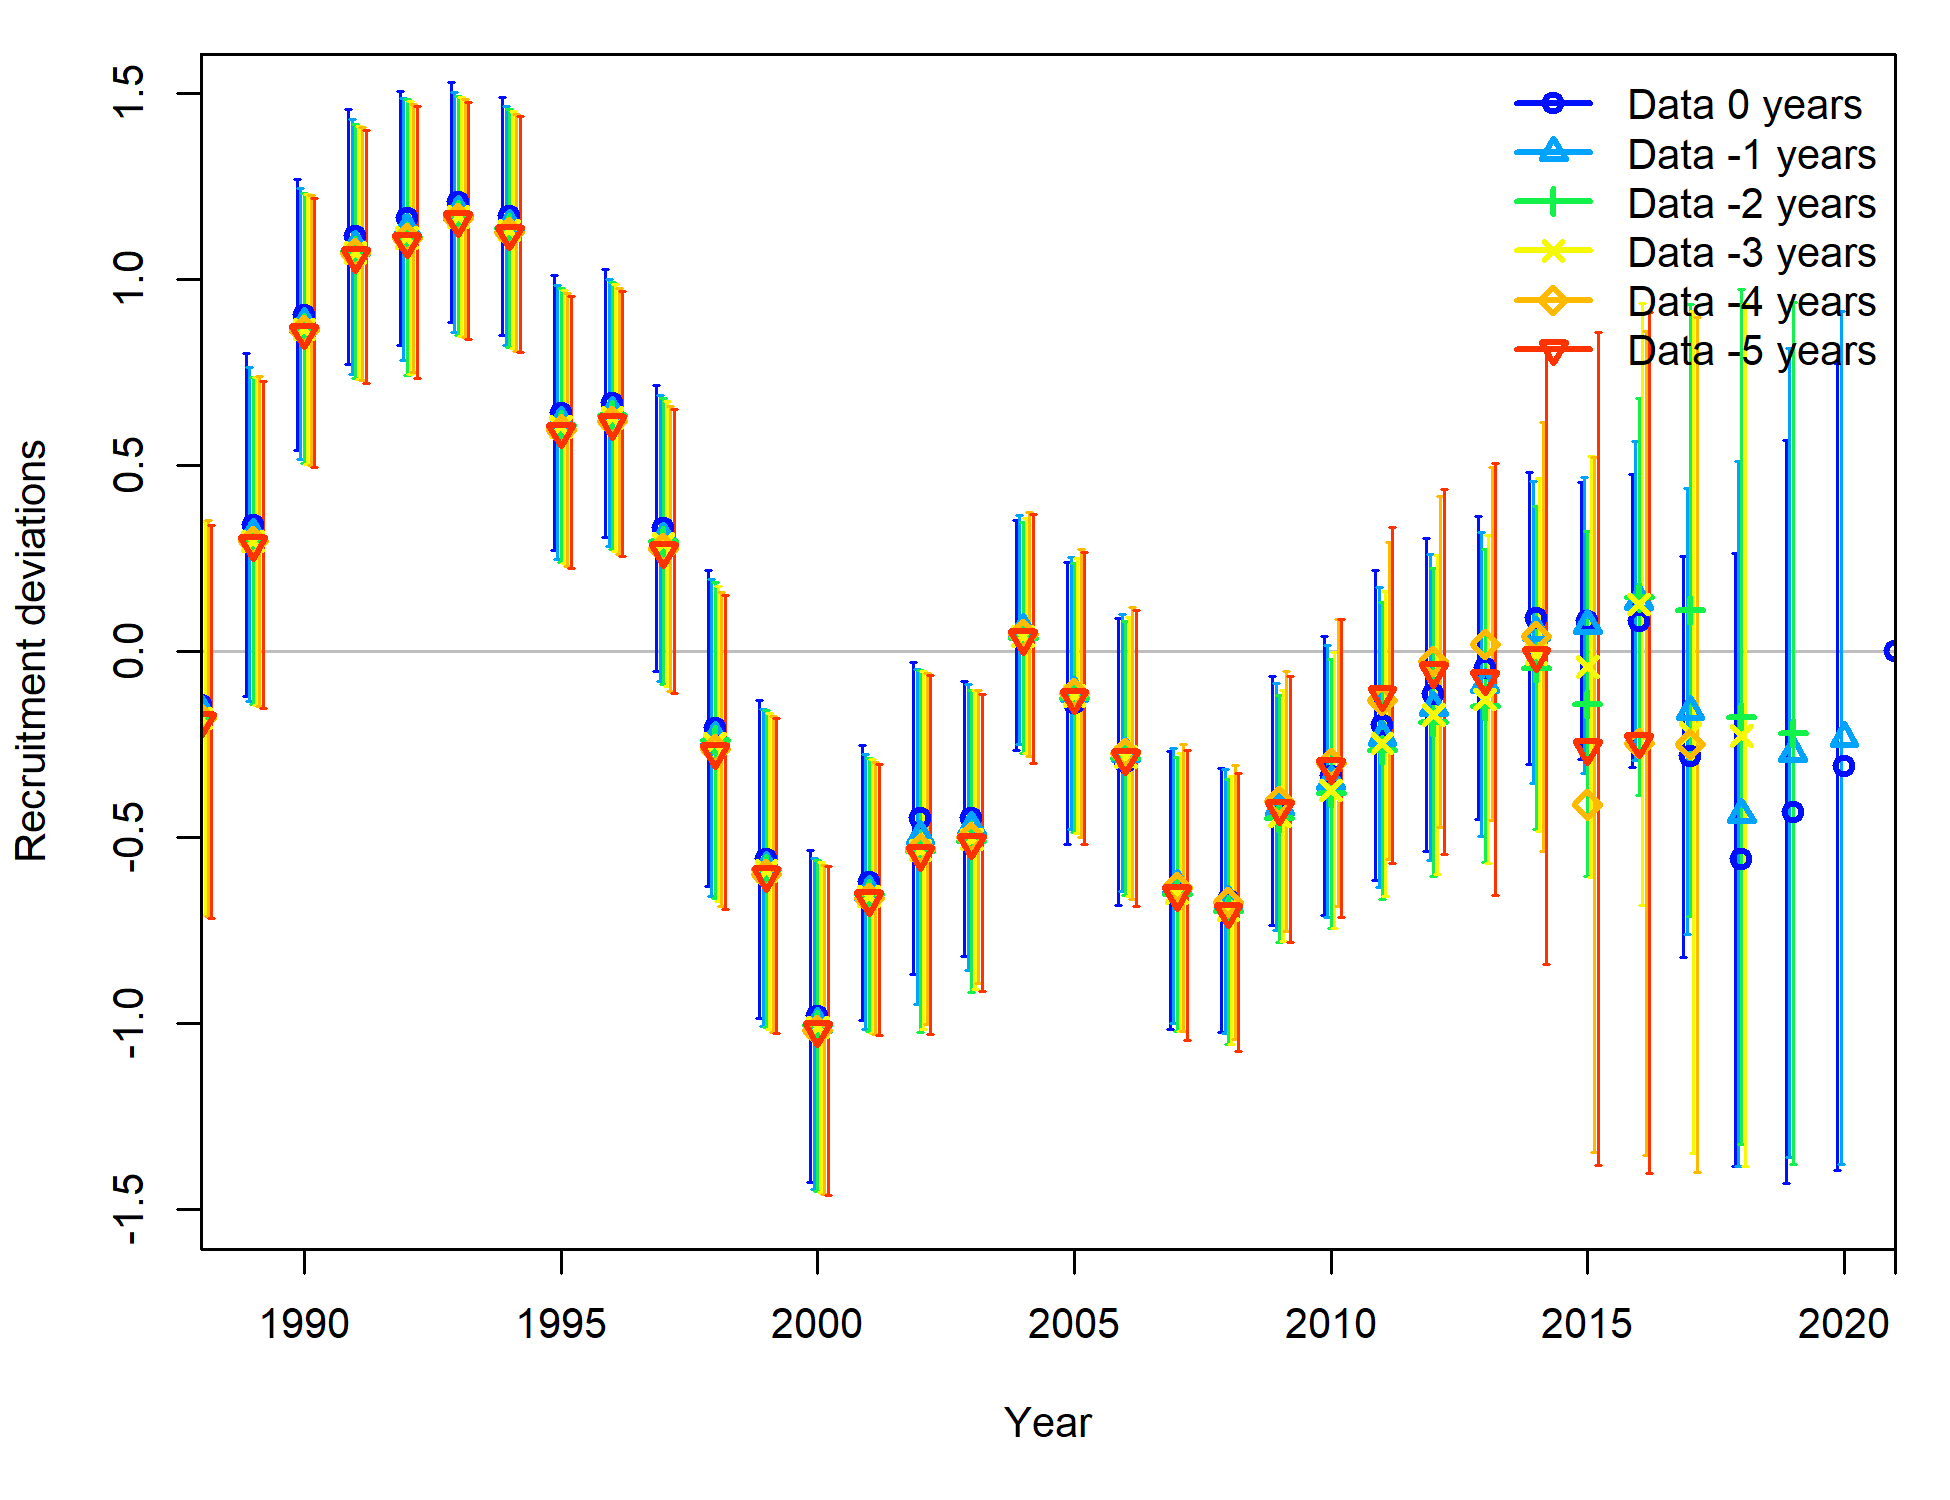 Data 0 years
Data -1 years
Data -2 years
Data -3 years
Data -4 years
Data -5 years
Recruitment deviations
1.5
1.0
0.5
0.0
-0.5
-1.0
-1.5
1990 1995 2000 2005 2010 2015 2020
Year